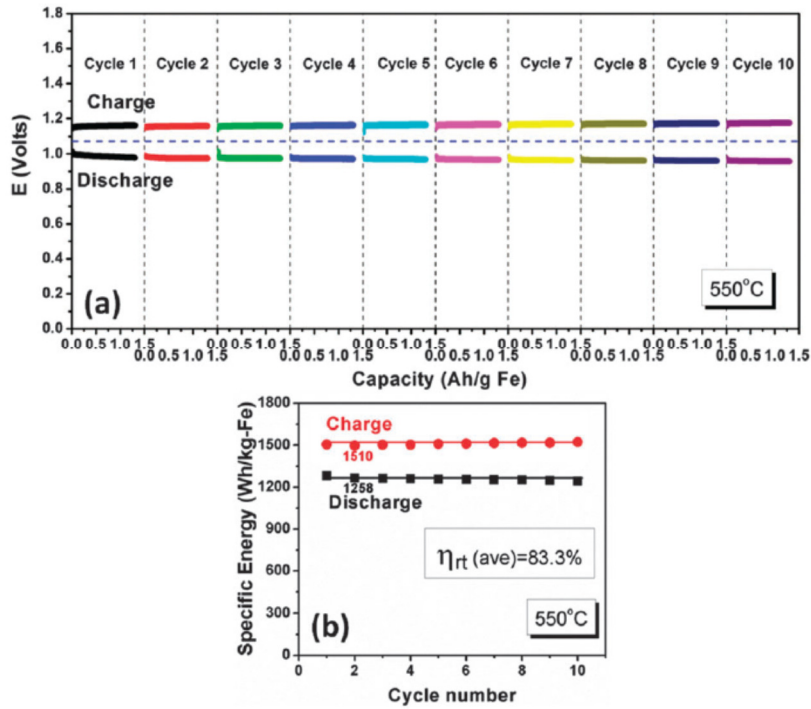 1.8
1.6
1.4
1.2
1.0
0.8
0.6
0.4
0.2
0.0
E (Volts)
Cycle 1 Cycle 2 Cycle 3 Cycle 4 Cycle 5 Cycle 6 Cycle 7 Cycle 8 Cycle 9 Cycle 10
Charge
Discharge
(a)
550°C
0.0 0.5 1.0 1.5 0.0 0.5 1.0 1.5 0.0 0.5 1.0 1.5 0.0 0.5 1.0 1.5 0.0 0.5 1.0 1.5
0.0 0.5 1.0 1.5 0.0 0.5 1.0 1.5 0.0 0.5 1.0 1.5 0.0 0.5 1.0 1.5 0.0 0.5 1.0 1.5
Capacity (Ah/g Fe)
1800
1500
1200
900
600
300
0
Specific Energy (Wh/kg-Fe)
Charge
1510
1258
Discharge
ηrt (ave)=83.3%
(b)
550°C
0 2 4 6 8 10
Cycle number